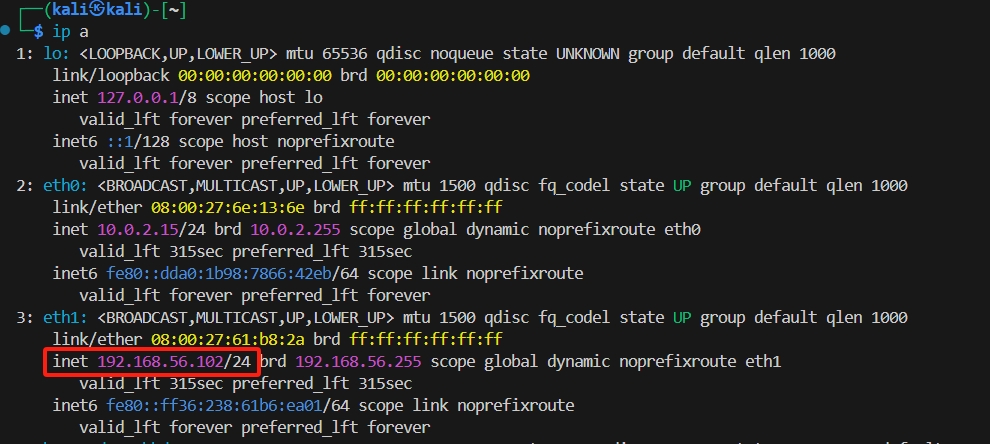 ┌──(kali㉿kali)-[~]
└─$ ip a
1: lo: <LOOPBACK,UP,LOWER_UP> mtu 65536 qdisc noqueue state UNKNOWN group default qlen 1000
link/loopback 00:00:00:00:00:00 brd 00:00:00:00:00:00
inet 127.0.0.1/8 scope host lo
valid_lft forever preferred_lft forever
inet6 ::1/128 scope host noprefixroute
valid_lft forever preferred_lft forever
2: eth0: <BROADCAST,MULTICAST,UP,LOWER_UP> mtu 1500 qdisc fq_codel state UP group default qlen 1000
link/ether 08:00:27:6e:13:6e brd ff:ff:ff:ff:ff:ff
inet 10.0.2.15/24 brd 10.0.2.255 scope global dynamic noprefixroute eth0
valid_lft 315sec preferred_lft 315sec
inet6 fe80::dda0:1b98:7866:42eb/64 scope link noprefixroute
valid_lft forever preferred_lft forever
3: eth1: <BROADCAST,MULTICAST,UP,LOWER_UP> mtu 1500 qdisc fq_codel state UP group default qlen 1000
link/ether 08:00:27:61:b8:2a brd ff:ff:ff:ff:ff:ff
inet 192.168.56.102/24 brd 192.168.56.255 scope global dynamic noprefixroute eth1
valid_lft 315sec preferred_lft 315sec
inet6 fe80::ff36:238:61b6:ea01/64 scope link noprefixroute
valid_lft forever preferred_lft forever